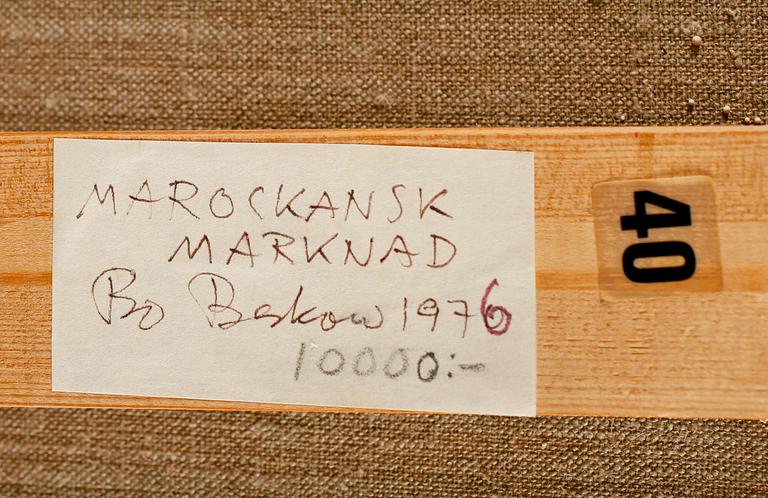 MAROCKANSK
MARKNAD
Bo Beskow 1976
10000:-
40